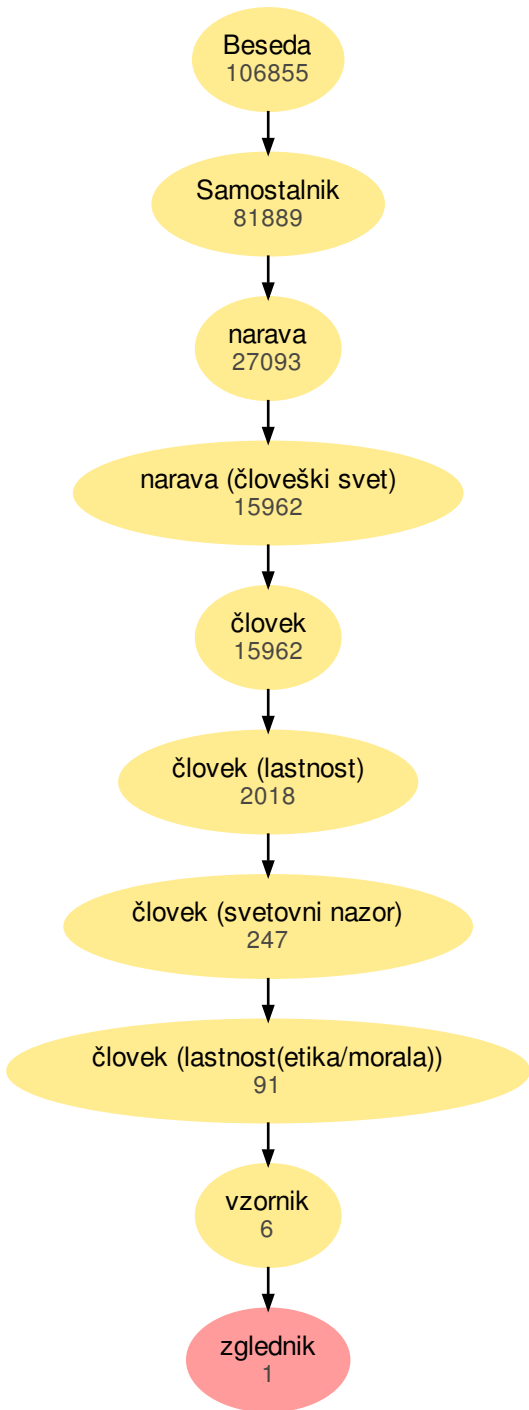 Beseda
106855
Samostalnik
81889
narava
27093
narava (človeški svet)
15962
človek
15962
človek (lastnost)
2018
človek (svetovni nazor)
247
človek (lastnost(etika/morala))
91
vzornik
6
zglednik
1